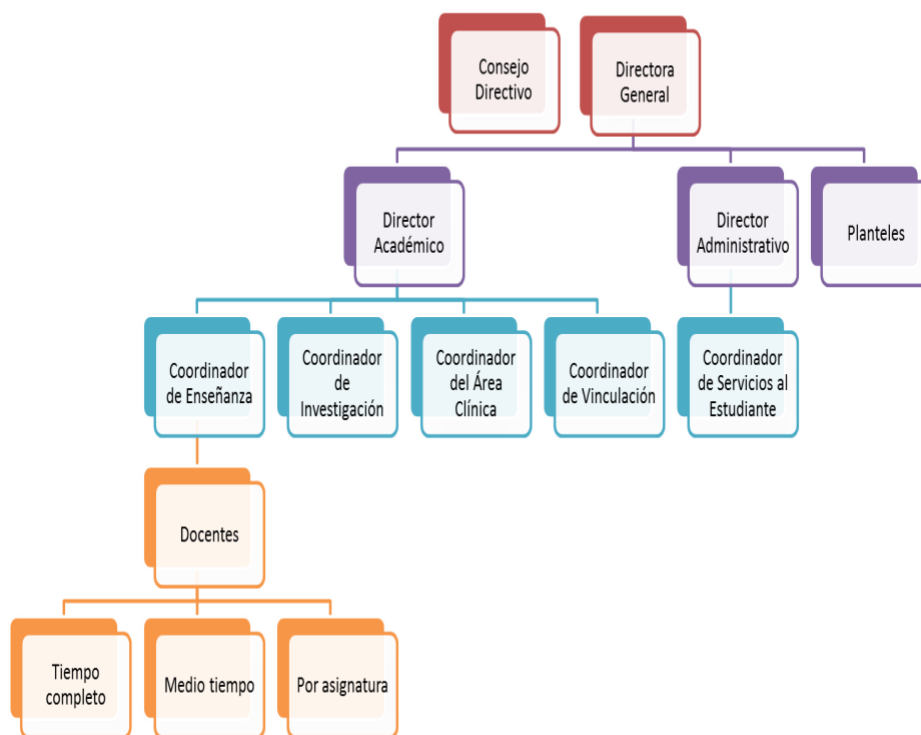 Consejo
Directivo
Directora
General
Director
Académico
Director
Administrativo
Planteles
Coordinador
de Enseñanza
Coordinador
de
Investigación
Coordinador
del Área
Clínica
Coordinador
de Vinculación
Coordinador
de Servicios al
Estudiante
Docentes
Tiempo
completo
Medio tiempo
Por asignatura